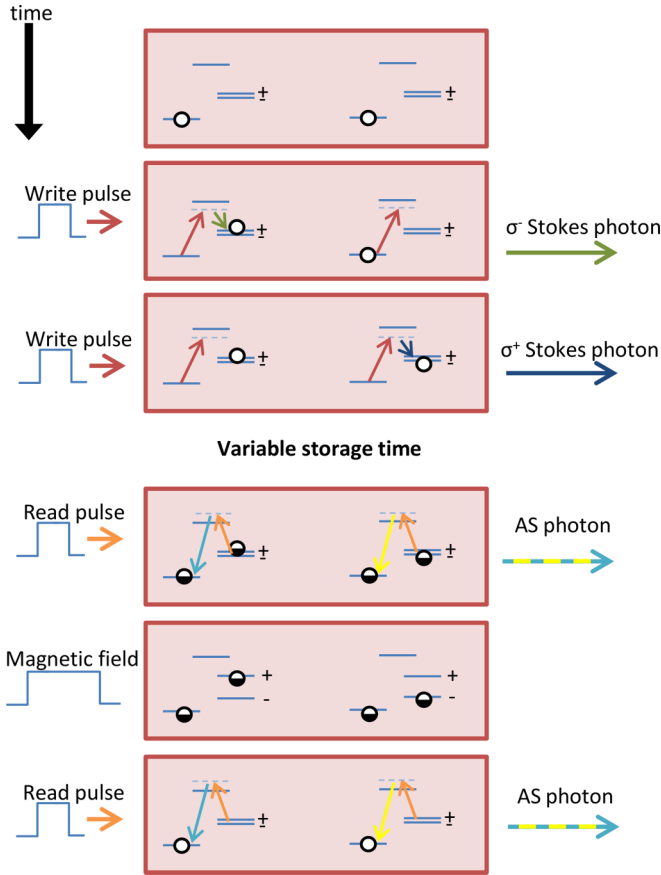 time
±
±
Write pulse
±
±
σ⁻ Stokes photon
Write pulse
±
±
σ⁺ Stokes photon
Variable storage time
Read pulse
±
±
AS photon
Magnetic field
+
-
+
-
Read pulse
±
±
AS photon